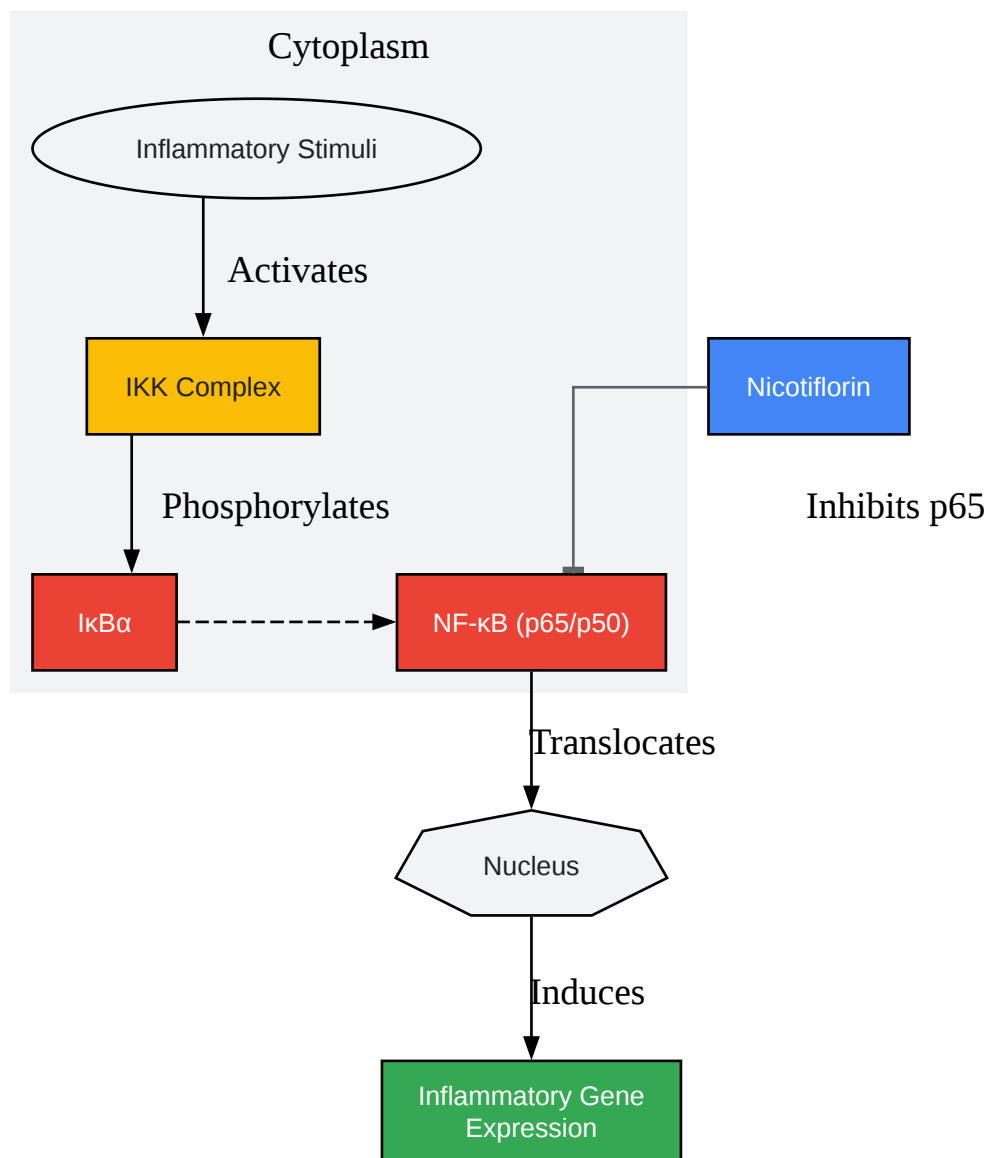 Cytoplasm
Inflammatory Stimuli
Activates
IKK Complex
Nicotiflorin
Phosphorylates
Inhibits p65
IκBα
NF-κB (p65/p50)
Translocates
Nucleus
Induces
Inflammatory Gene
Expression